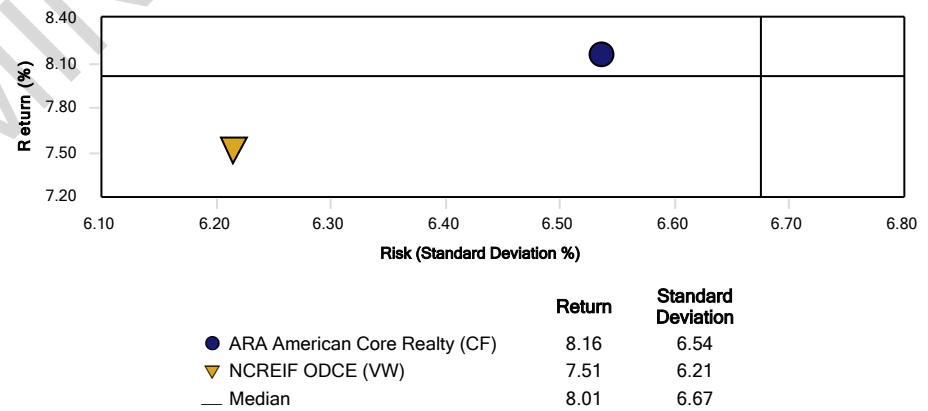 8.40
8.10
7.80
7.50
7.20
Return (%)
6.10 6.20 6.30 6.40 6.50 6.60 6.70 6.80
Risk (Standard Deviation %)
Return Standard Deviation
ARA American Core Realty (CF) 8.16 6.54
NCREIF ODCE (VW) 7.51 6.21
Median 8.01 6.67